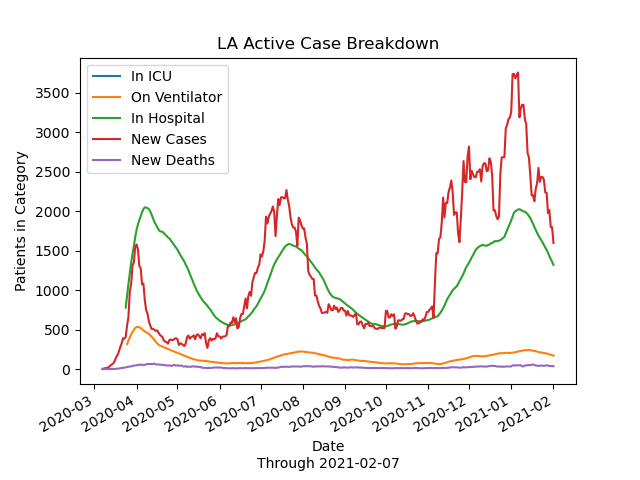 LA Active Case Breakdown
In ICU
On Ventilator
In Hospital
New Cases
New Deaths
Patients in Category
3500
3000
2500
2000
1500
1000
500
0
2020-03
2020-04
2020-05
2020-06
2020-07
2020-08
2020-09
2020-10
2020-11
2020-12
2021-01
2021-02
Date
Through 2021-02-07